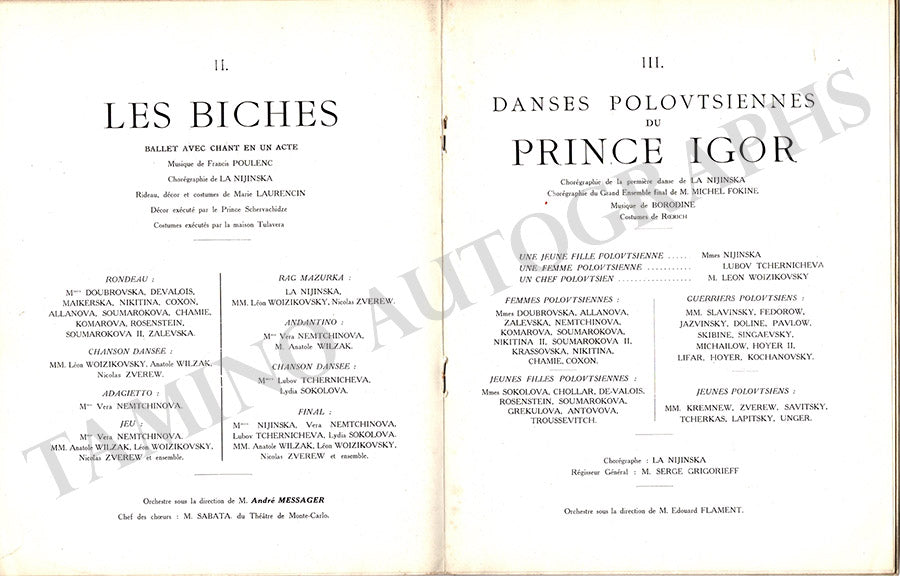 II.
LES BICHES
BALLET AVEC CHANT EN UN ACTE
Musique de Francis POULENC
Chorégraphie de LA NIJINSKA
Rideau, décor et costumes de Marie LAURENCIN
Décor exécuté par le Prince Schervachidze
Costumes exécutés par la maison Tulavera
RONDEAU :
Mmes DOUBROVSKA, DEVALOIS,
MAIKERSKA, NIKITINA, COXON,
ALLANOVA, SOUMAROKOVA, CHAMIE,
KOMAROVA, ROSENSTEIN,
SOUMAROKOVA II, ZALEVSKA.
CHANSON DANSEE :
MM. Léon WOIZIKOVSKY, Anatole WILZAK,
Nicolas ZVEREW.
ADAGIETTO :
Mme Vera NEMTCHINOVA.
JEU :
Mme Vera NEMTCHINOVA,
MM. Anatole WILZAK, Léon WOIZIKOVSKY,
Nicolas ZVEREW et ensemble.
RAG MAZURKA :
LA NIJINSKA,
MM. Léon WOIZIKOVSKY, Nicolas ZVEREW.
ANDANTINO :
Mme Vera NEMTCHINOVA,
M. Anatole WILZAK.
CHANSON DANSEE :
Mmes Lubov TCHERNICHEVA,
Lydia SOKOLOVA.
FINAL :
Mmes NIJINSKA, Vera NEMTCHINOVA,
Lubov TCHERNICHEVA, Lydia SOKOLOVA.
MM. Anatole WILZAK, Léon WOIZIKOVSKY,
Nicolas ZVEREW et ensemble.
Orchestre sous la direction de M. André MESSAGER
Chef des chœurs : M. SABATA, du Théâtre de Monte-Carlo.
III.
DANSES POLOVTSIENNES
DU
PRINCE IGOR
Chorégraphie de la première danse de LA NIJINSKA
Chorégraphie du Grand Ensemble final de M. MICHEL FOKINE
Musique de BORODINE
Costumes de RŒRICH
UNE JEUNE FILLE POLOVTSIENNE ..... Mmes NIJINSKA
UNE FEMME POLOVTSIENNE ........... LUBOV TCHERNICHEVA
UN CHEF POLOVTSIEN .................. M. LEON WOIZIKOVSKY
FEMMES POLOVTSIENNES :
Mmes DOUBROVSKA, ALLANOVA,
ZALEVSKA, NEMTCHINOVA,
KOMAROVA, SOUMAROKOVA,
NIKITINA II, SOUMAROKOVA II,
KRASSOVSKA, NIKITINA,
CHAMIE, COXON.
JEUNES FILLES POLOVTSIENNES :
Mmes SOKOLOVA, CHOLLAR, DE-VALOIS,
ROSENSTEIN, SOUMAROKOVA,
GREKULOVA, ANTOVOVA,
TROUSSEVITCH.
GUERRIERS POLOVTSIENS :
MM. SLAVINSKY, FEDOROW,
JAZVINSKY, DOLINE, PAVLOW,
SKIBINE, SINGAEVSKY,
MICHAILOW, HOYER II,
LIFAR, HOYER, KOCHANOVSKY.
JEUNES POLOVTSIENS :
MM. KREMNEW, ZVEREW, SAVITSKY,
TCHERKAS, LAPITSKY, UNGER.
Chorégraphe : LA NIJINSKA
Régisseur Général : M. SERGE GRIGORIEFF
Orchestre sous la direction de M. Edouard FLAMENT.
TAMINO AUTOGRAPHS